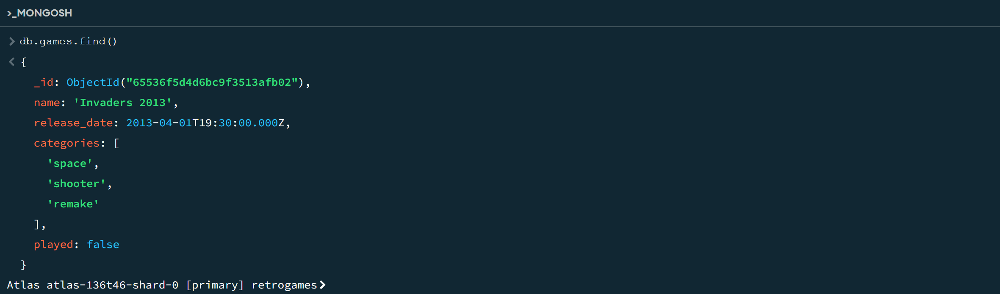 >_MONGOSH
> db.games.find()
< {
_id: ObjectId("65536f5d4d6bc9f3513afb02"),
name: 'Invaders 2013',
release_date: 2013-04-01T19:30:00.000Z,
categories: [
'space',
'shooter',
'remake'
],
played: false
}
Atlas atlas-136t46-shard-0 [primary] retrogames>